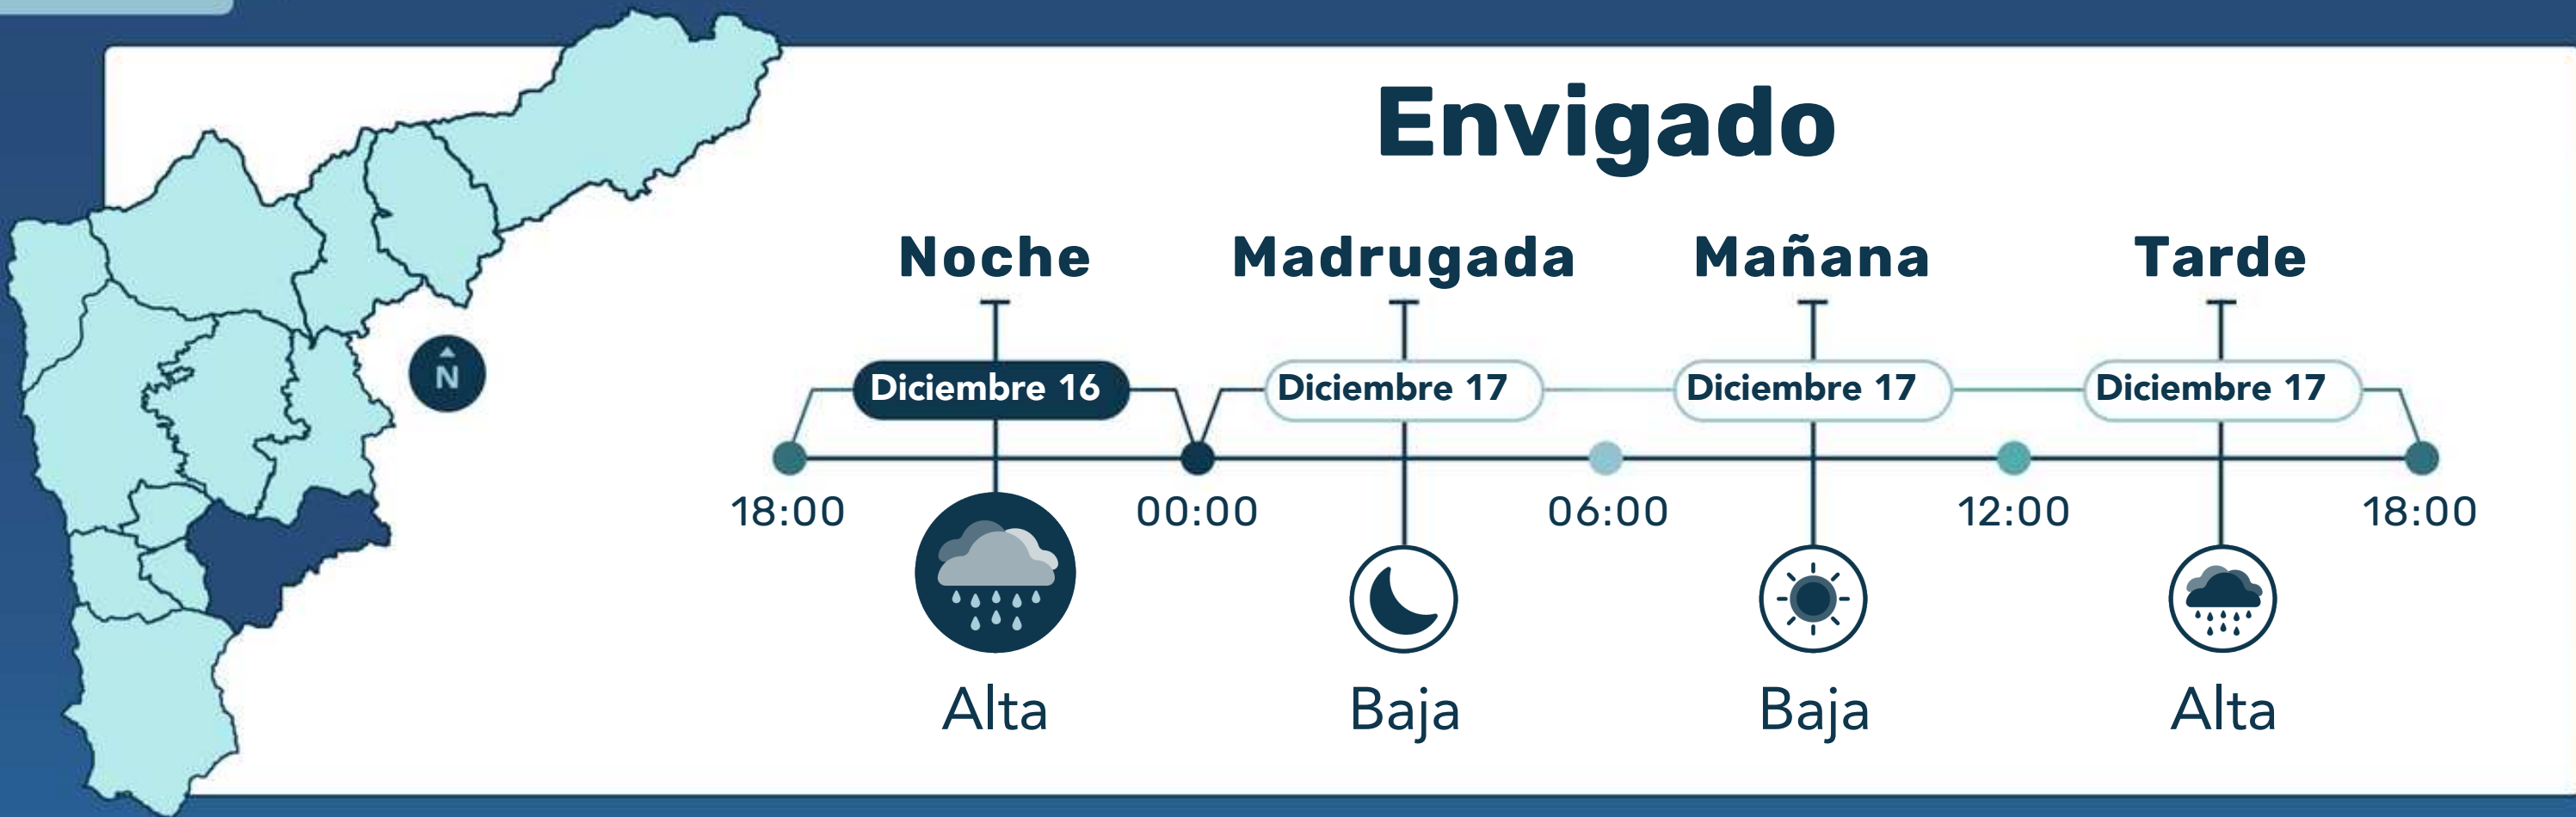 Envigado
Noche Madrugada Mañana Tarde
Diciembre 16 Diciembre 17 Diciembre 17 Diciembre 17
N
18:00 00:00 06:00 12:00 18:00
Alta Baja Baja Alta